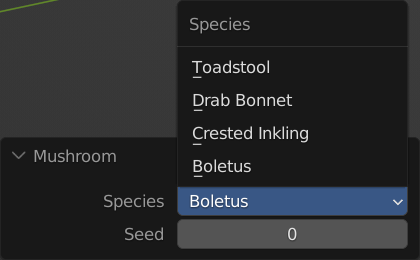 Species
Toadstool
Drab Bonnet
Crested Inkling
Boletus
Mushroom
Species Boletus
Seed 0